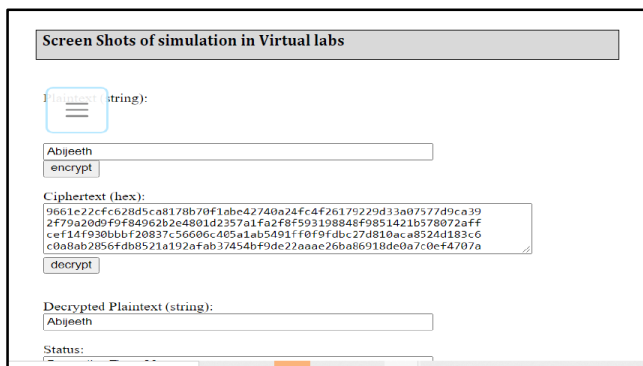 Screen Shots of simulation in Virtual labs
Plaintext (string):
Abijeeth
encrypt
Ciphertext (hex):
9661e22cfc628d5ca8178b70f1abe42740a24fc4f26179229d33a07577d9ca39
2f79a20d9f9f84962b2e4801d2357a1fa2f8f593198848f9851421b578072aff
cef14f930bbbf20837c56606c405a1ab5491ff0f9fdbc27d810aca8524d183c6
c0a8ab2856fdb8521a192afab37454bf9de22aaae26ba86918de0a7c0ef4707a
decrypt
Decrypted Plaintext (string):
Abijeeth
Status: